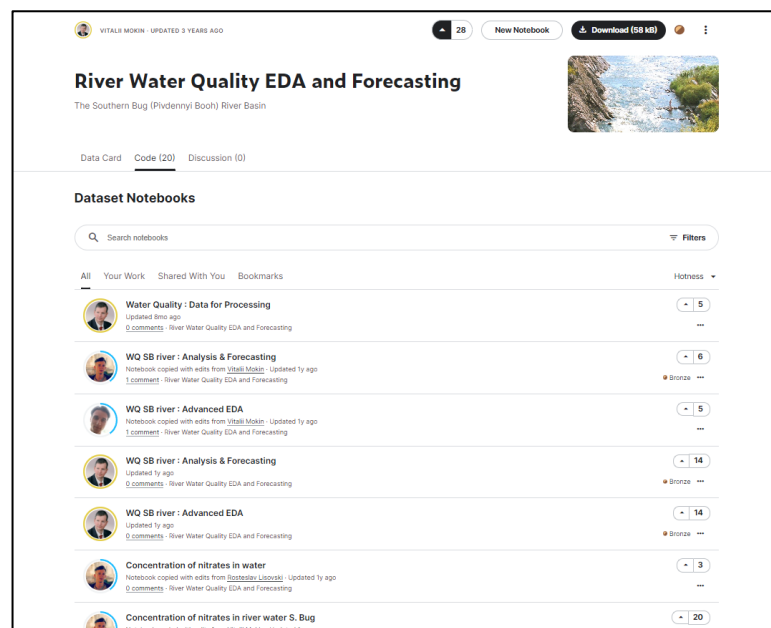 VITALII MOKIN · UPDATED 3 YEARS AGO
28
New Notebook
Download (58 kB)
River Water Quality EDA and Forecasting
The Southern Bug (Pivdennyi Booh) River Basin
Data Card Code (20) Discussion (0)
Dataset Notebooks
Search notebooks
Filters
All Your Work Shared With You Bookmarks
Hotness
Water Quality : Data for Processing
5
Updated 8mo ago
0 comments · River Water Quality EDA and Forecasting
WQ SB river : Analysis & Forecasting
6
Notebook copied with edits from Vitalii Mokin · Updated 1y ago
1 comment · River Water Quality EDA and Forecasting
Bronze
WQ SB river : Advanced EDA
5
Notebook copied with edits from Vitalii Mokin · Updated 1y ago
1 comment · River Water Quality EDA and Forecasting
WQ SB river : Analysis & Forecasting
14
Updated 1y ago
0 comments · River Water Quality EDA and Forecasting
Bronze
WQ SB river : Advanced EDA
14
Updated 1y ago
0 comments · River Water Quality EDA and Forecasting
Bronze
Concentration of nitrates in water
3
Notebook copied with edits from Rosteslav Lisovski · Updated 1y ago
0 comments · River Water Quality EDA and Forecasting
Concentration of nitrates in river water S. Bug
20